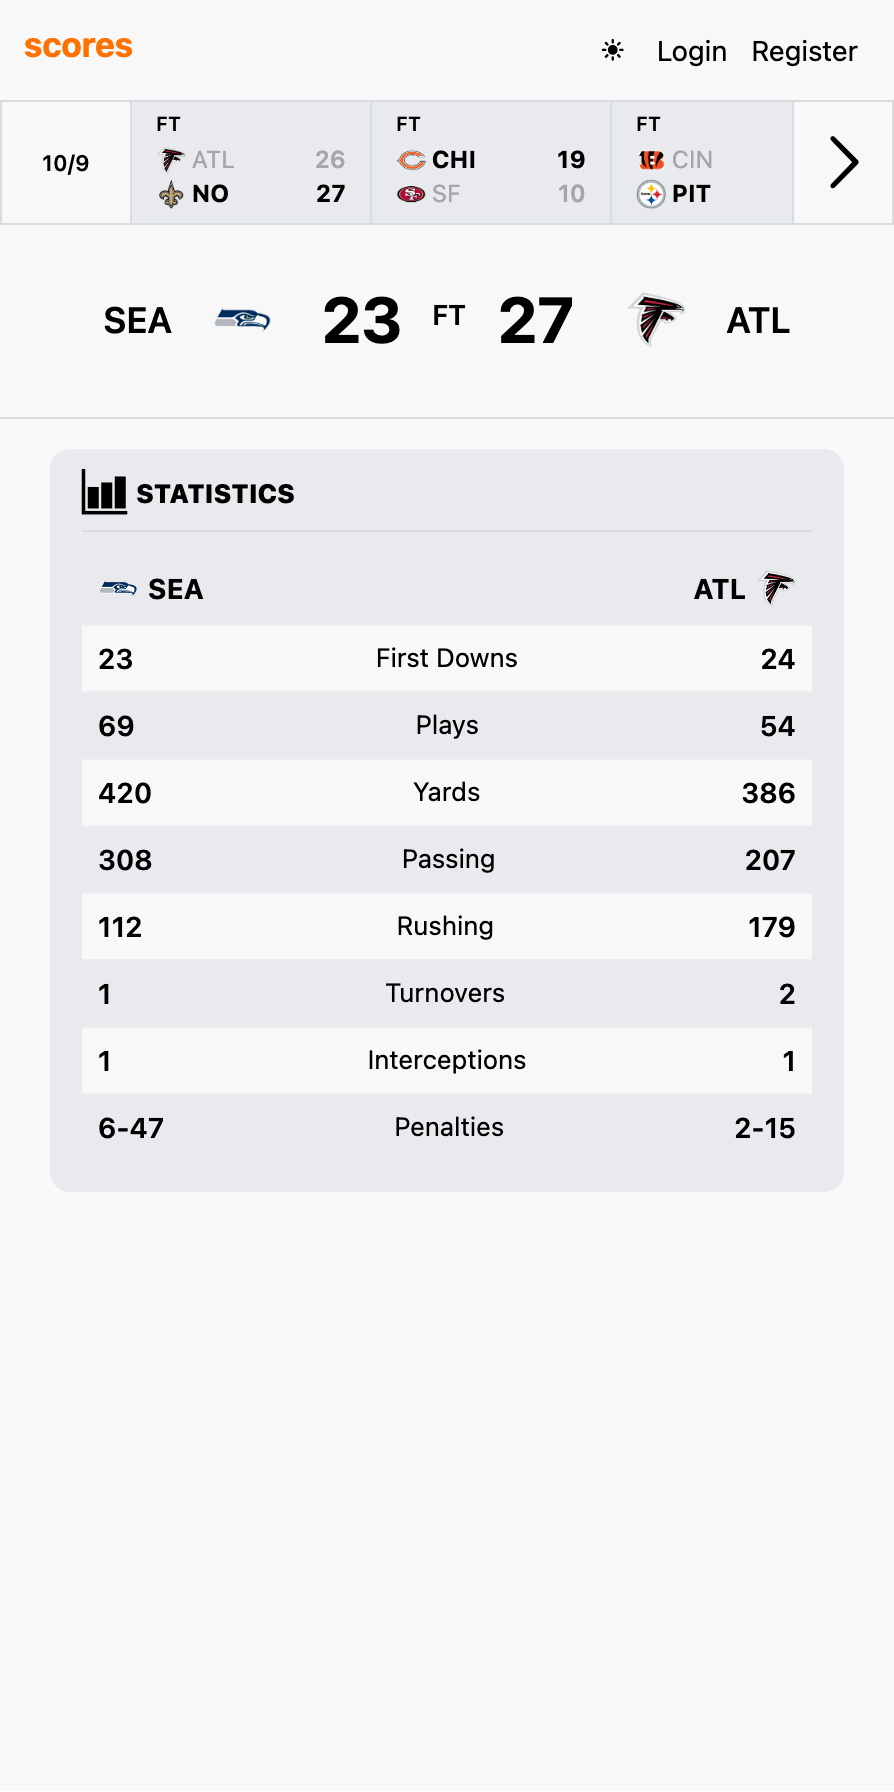 scores
Login Register
10/9
FT
ATL 26
NO 27
FT
CHI 19
SF 10
FT
CIN
PIT
SEA 23 FT 27 ATL
STATISTICS
SEA ATL
23 First Downs 24
69 Plays 54
420 Yards 386
308 Passing 207
112 Rushing 179
1 Turnovers 2
1 Interceptions 1
6-47 Penalties 2-15